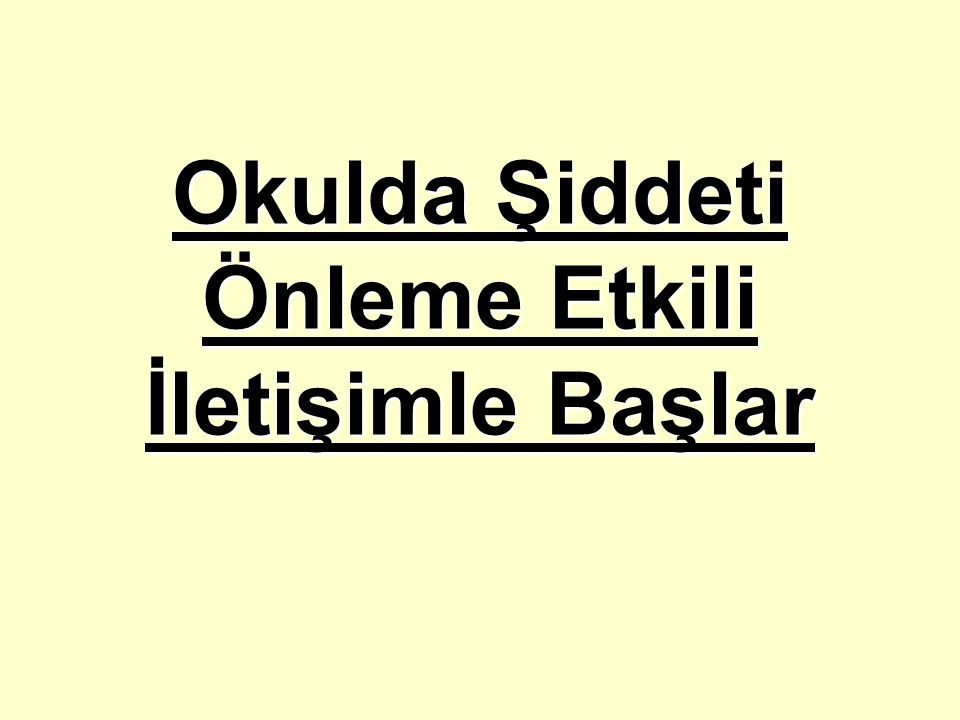 Okulda Şiddeti
Önleme Etkili
İletişimle Başlar